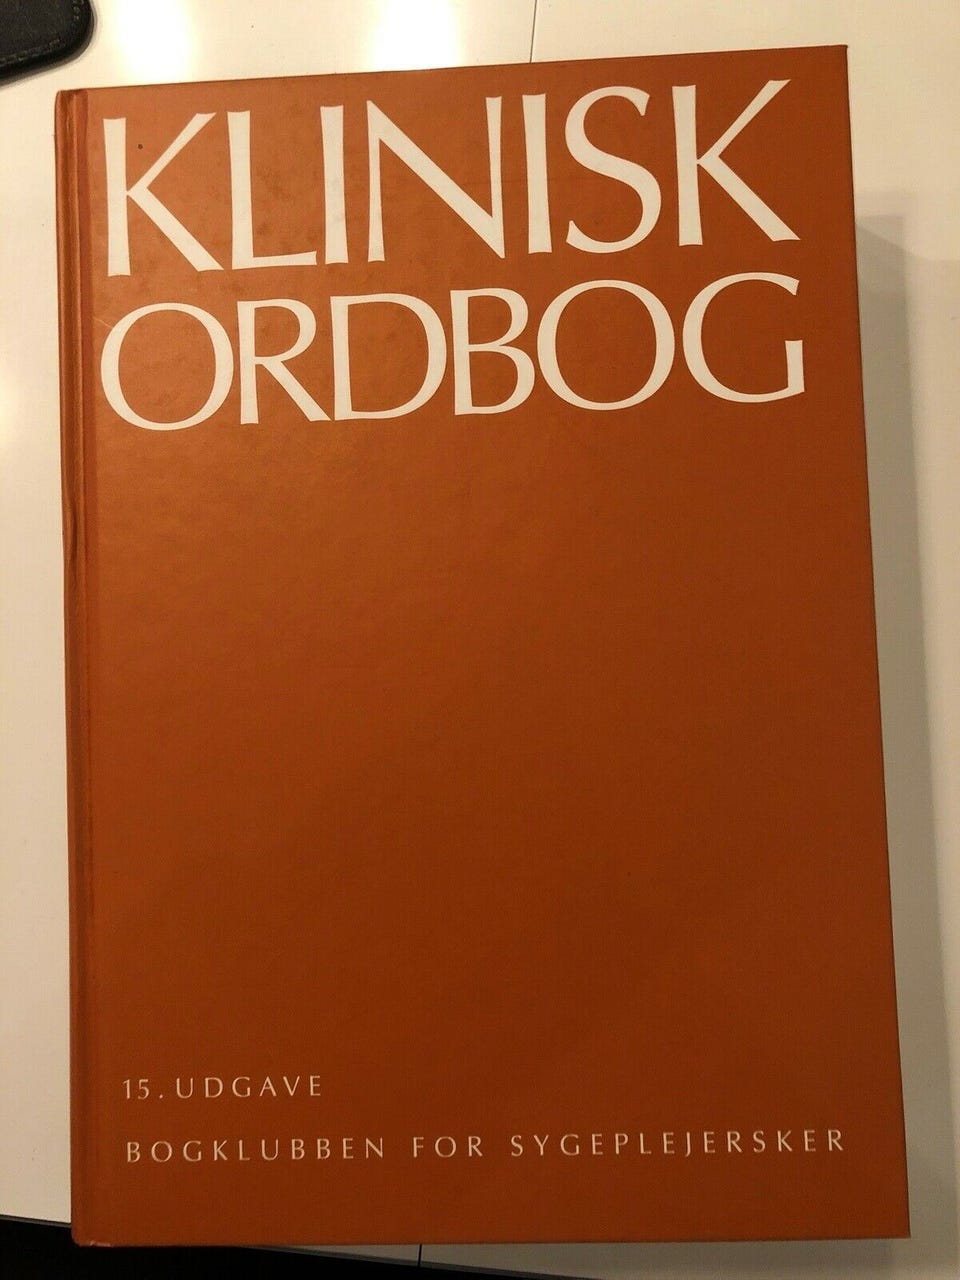 KLINISK
ORDBOG
15. UDGAVE
BOGKLUBBEN FOR SYGEPLEJERSKER